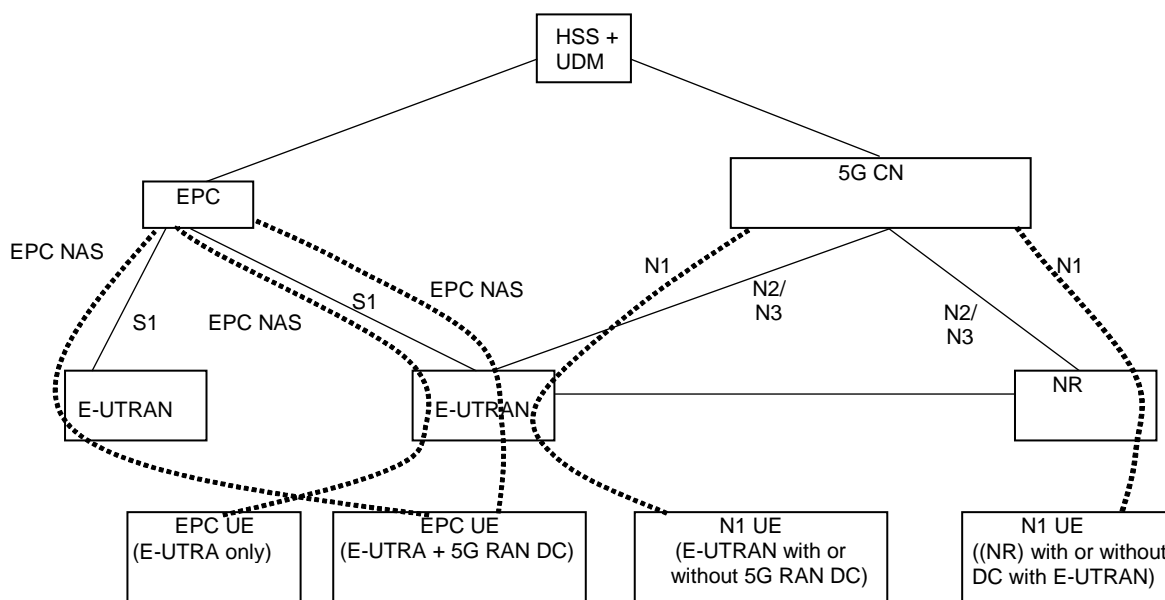 HSS +
UDM
EPC
5G CN
EPC NAS
S1
EPC NAS
S1
EPC NAS
N1
N2/
N3
N2/
N3
N1
E-UTRAN
E-UTRAN
NR
EPC UE
(E-UTRA only)
EPC UE
(E-UTRA + 5G RAN DC)
N1 UE
(E-UTRAN with or
without 5G RAN DC)
N1 UE
((NR) with or without
DC with E-UTRAN)